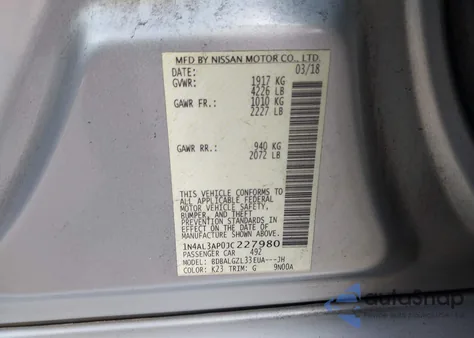 MFD BY NISSAN MOTOR CO., LTD.
DATE: 03/18
GVWR: 1917 KG
4226 LB
GAWR FR.: 1010 KG
2227 LB
GAWR RR.: 940 KG
2072 LB
THIS VEHICLE CONFORMS TO
ALL APPLICABLE FEDERAL
MOTOR VEHICLE SAFETY,
BUMPER, AND THEFT
PREVENTION STANDARDS IN
EFFECT ON THE DATE OF
MANUFACTURE SHOWN ABOVE.
1N4AL3AP0JC227980
PASSENGER CAR 492
MODEL: BDBALGZL33EUA---JH
COLOR: K23 TRIM: G 9N00A
AutoSnap